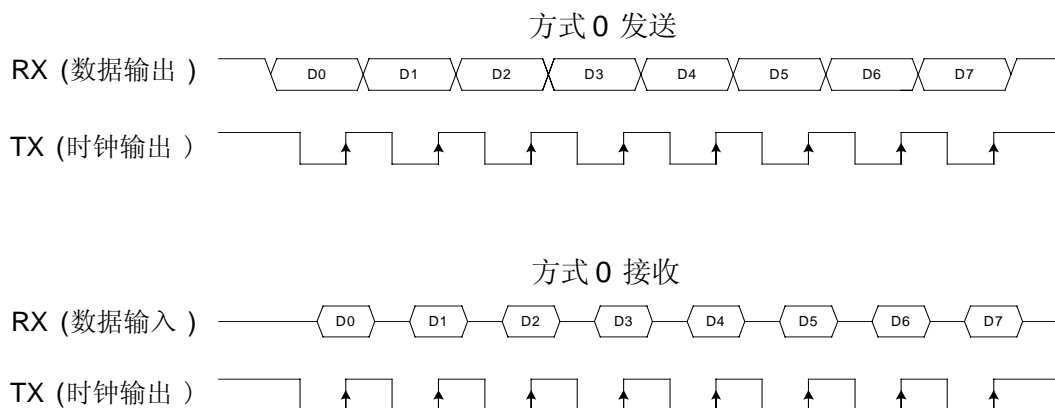 方式 0 发送
RX (数据输出 )
D0 D1 D2 D3 D4 D5 D6 D7
TX (时钟输出 ）
方式 0 接收
RX (数据输入 )
D0 D1 D2 D3 D4 D5 D6 D7
TX (时钟输出 ）